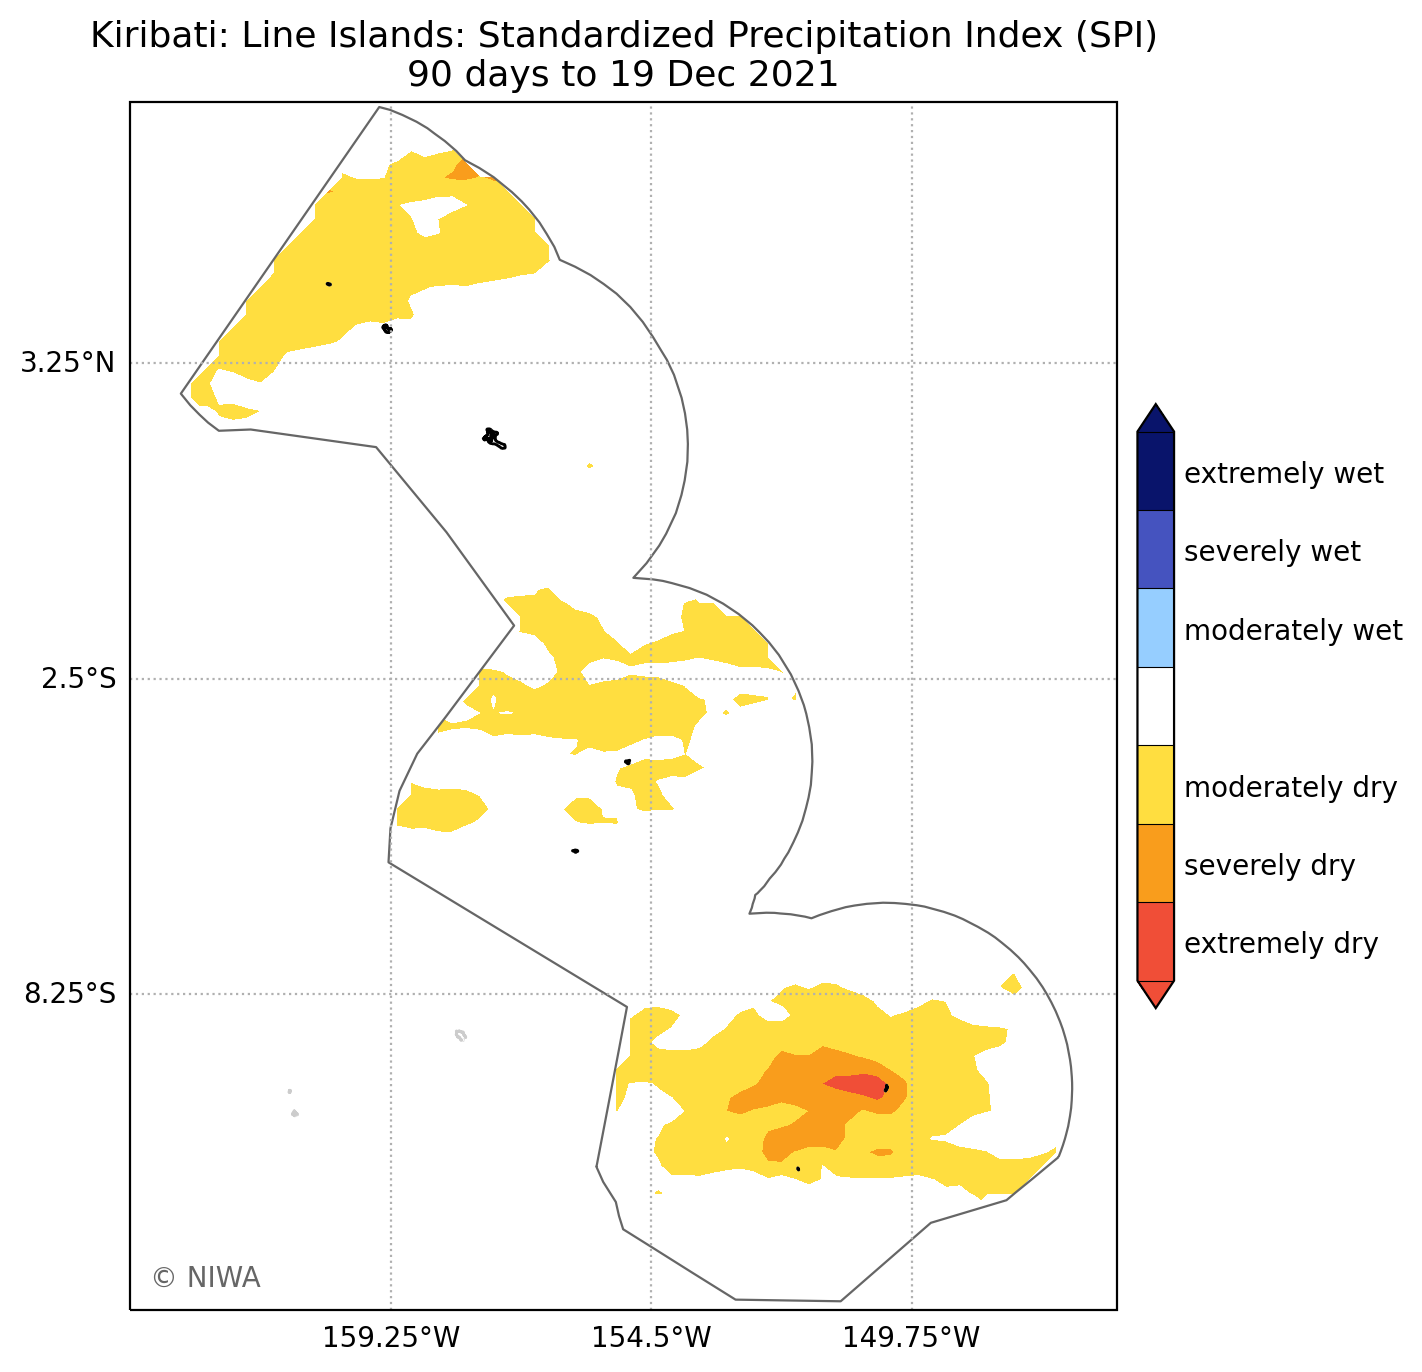 Kiribati: Line Islands: Standardized Precipitation Index (SPI)
90 days to 19 Dec 2021
3.25°N
2.5°S
8.25°S
159.25°W
154.5°W
149.75°W
© NIWA
extremely wet
severely wet
moderately wet
moderately dry
severely dry
extremely dry